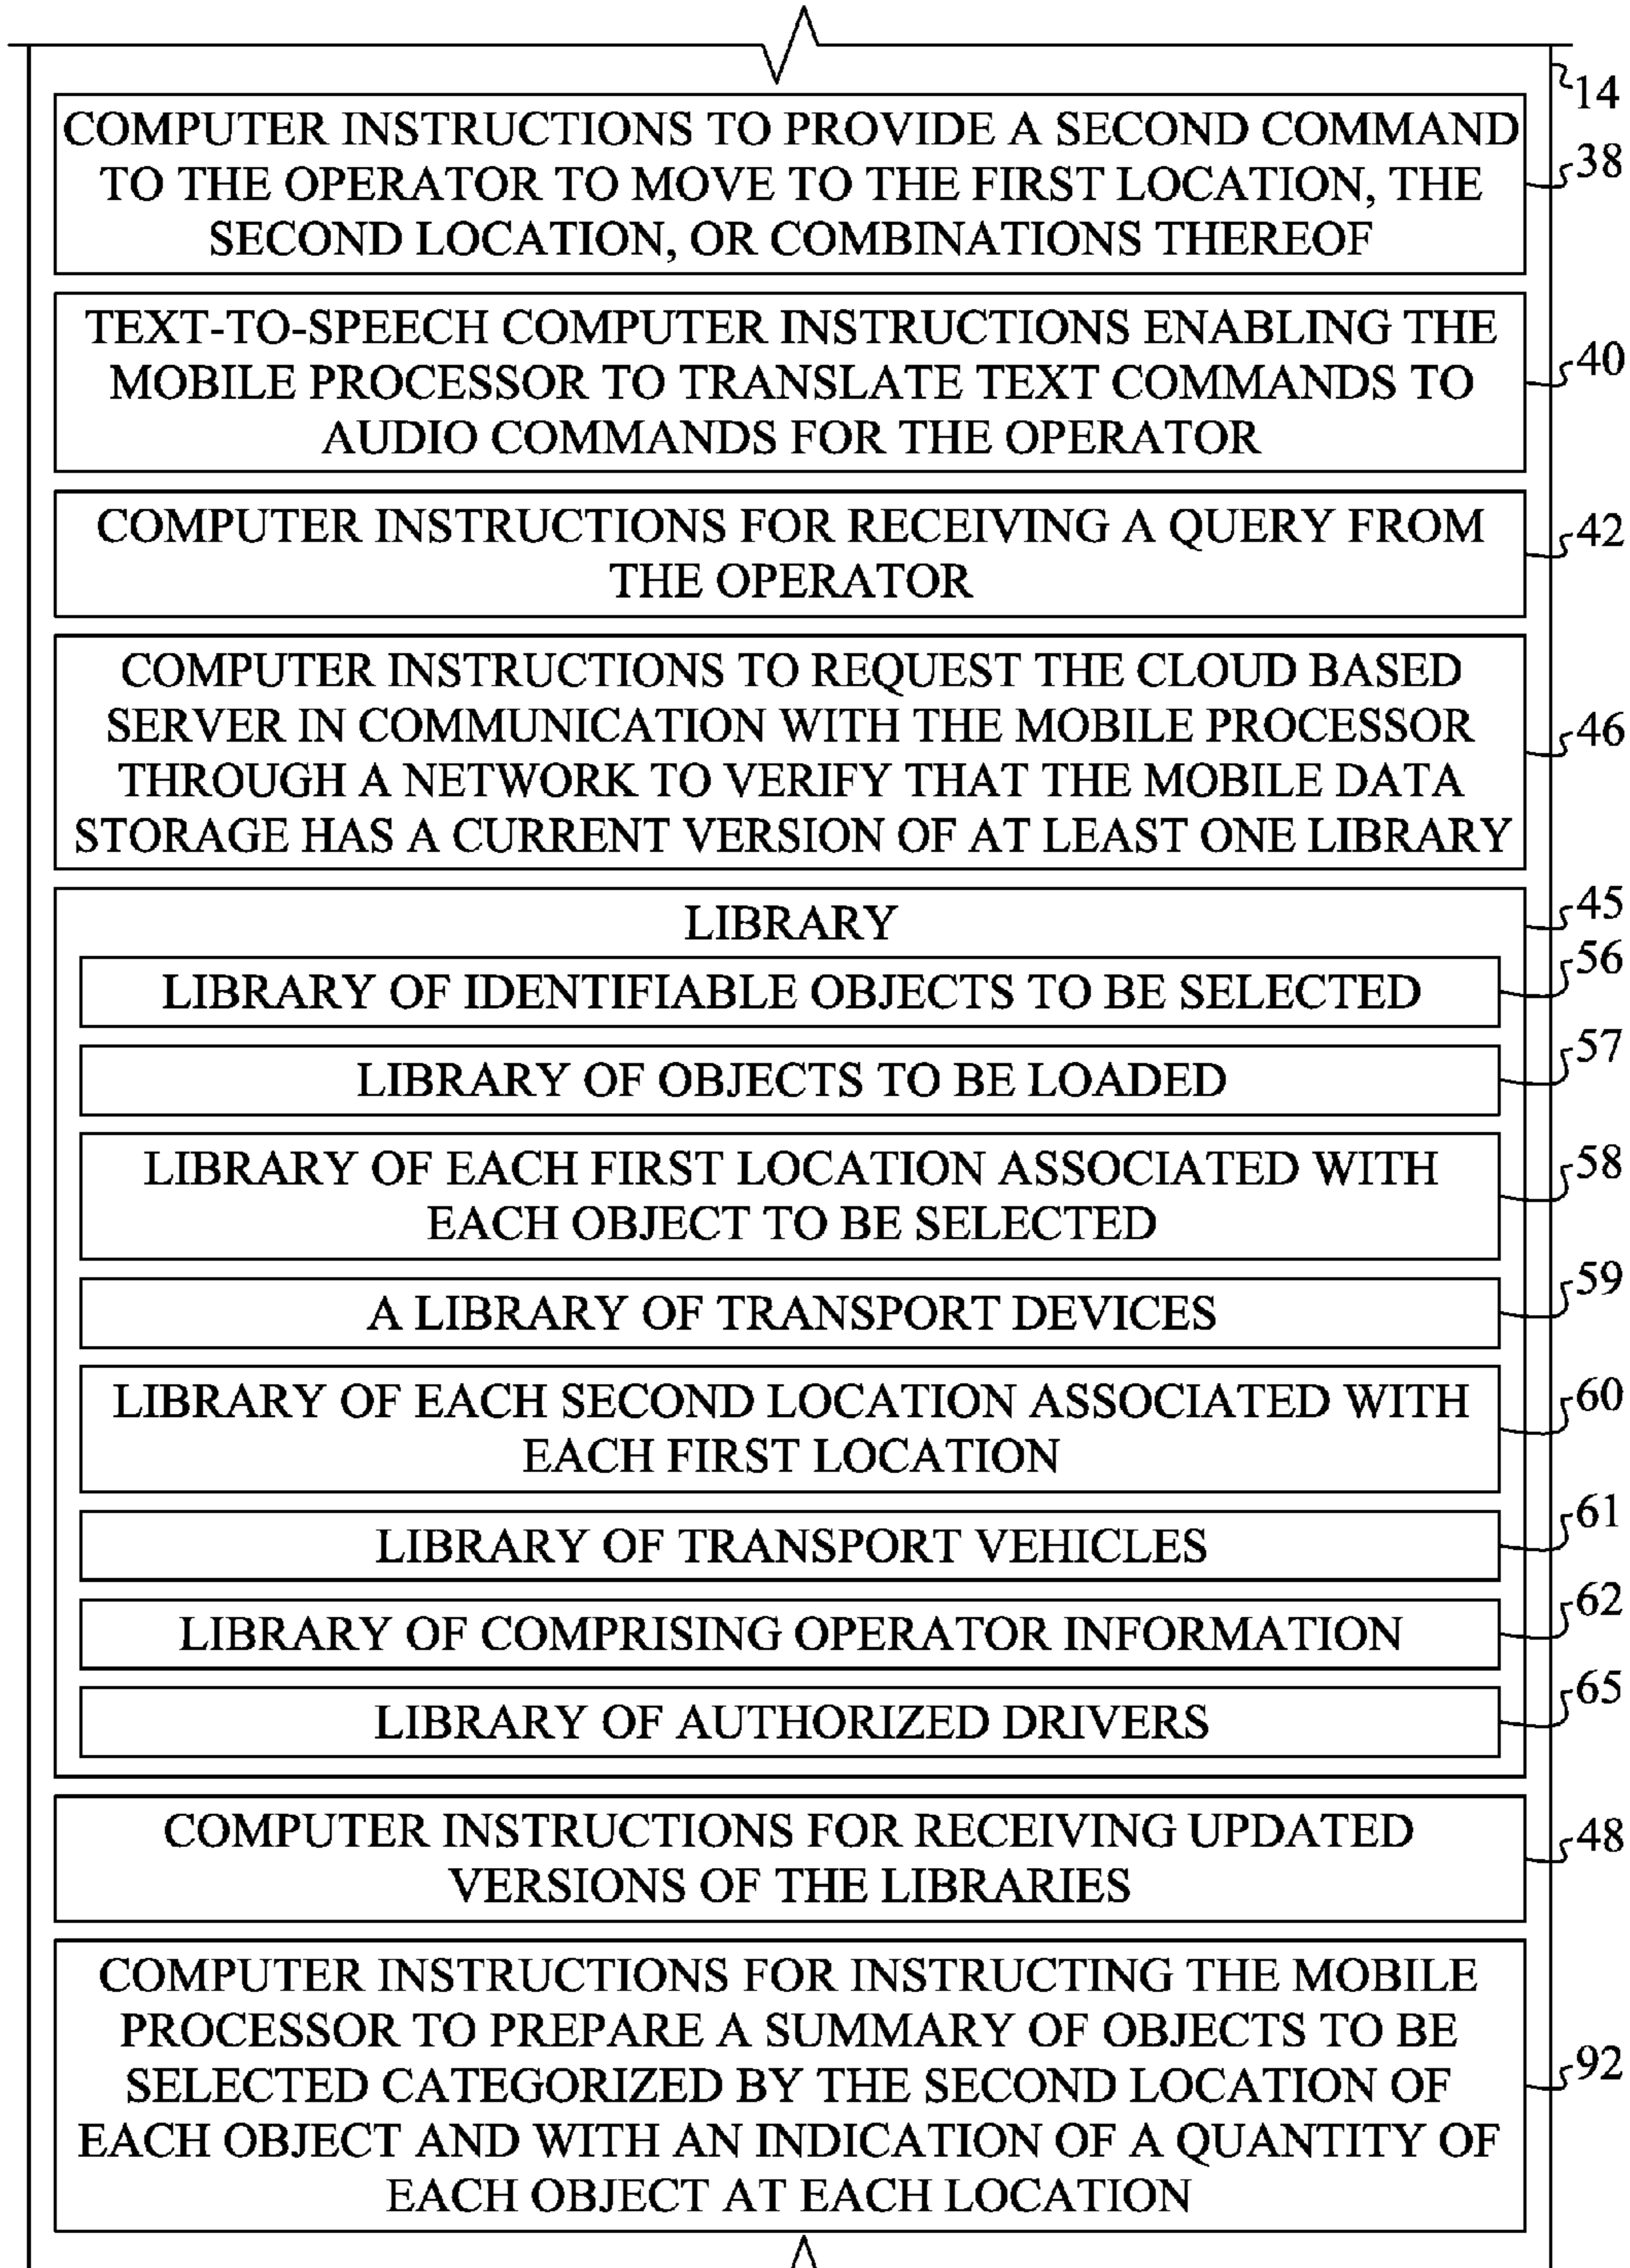 14
COMPUTER INSTRUCTIONS TO PROVIDE A SECOND COMMAND
TO THE OPERATOR TO MOVE TO THE FIRST LOCATION, THE
SECOND LOCATION, OR COMBINATIONS THEREOF
38
TEXT-TO-SPEECH COMPUTER INSTRUCTIONS ENABLING THE
MOBILE PROCESSOR TO TRANSLATE TEXT COMMANDS TO
AUDIO COMMANDS FOR THE OPERATOR
40
COMPUTER INSTRUCTIONS FOR RECEIVING A QUERY FROM
THE OPERATOR
42
COMPUTER INSTRUCTIONS TO REQUEST THE CLOUD BASED
SERVER IN COMMUNICATION WITH THE MOBILE PROCESSOR
THROUGH A NETWORK TO VERIFY THAT THE MOBILE DATA
STORAGE HAS A CURRENT VERSION OF AT LEAST ONE LIBRARY
46
LIBRARY
45
LIBRARY OF IDENTIFIABLE OBJECTS TO BE SELECTED
56
LIBRARY OF OBJECTS TO BE LOADED
57
LIBRARY OF EACH FIRST LOCATION ASSOCIATED WITH
EACH OBJECT TO BE SELECTED
58
A LIBRARY OF TRANSPORT DEVICES
59
LIBRARY OF EACH SECOND LOCATION ASSOCIATED WITH
EACH FIRST LOCATION
60
LIBRARY OF TRANSPORT VEHICLES
61
LIBRARY OF COMPRISING OPERATOR INFORMATION
62
LIBRARY OF AUTHORIZED DRIVERS
65
COMPUTER INSTRUCTIONS FOR RECEIVING UPDATED
VERSIONS OF THE LIBRARIES
48
COMPUTER INSTRUCTIONS FOR INSTRUCTING THE MOBILE
PROCESSOR TO PREPARE A SUMMARY OF OBJECTS TO BE
SELECTED CATEGORIZED BY THE SECOND LOCATION OF
EACH OBJECT AND WITH AN INDICATION OF A QUANTITY OF
EACH OBJECT AT EACH LOCATION
92